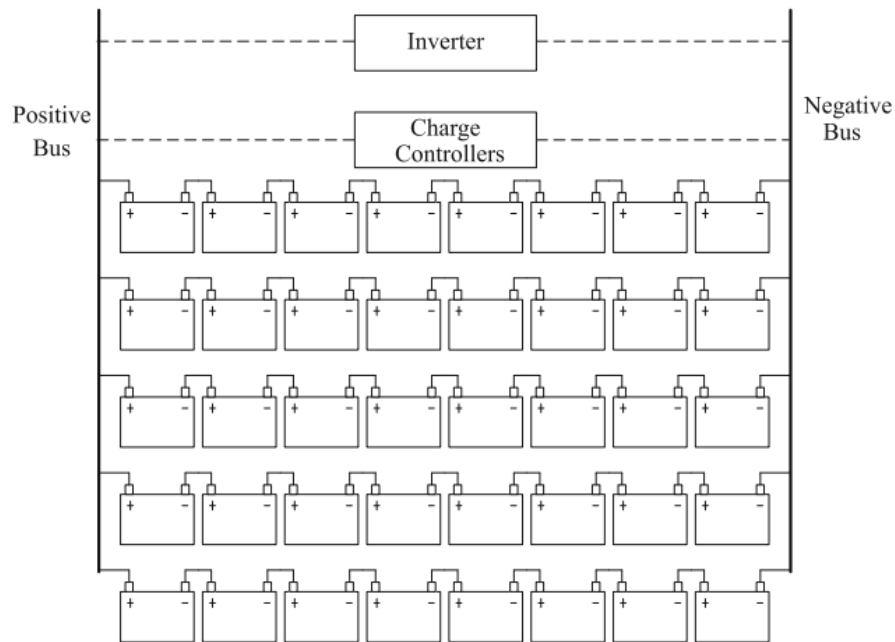 Inverter
Positive
Bus
Negative
Bus
Charge
Controllers
+ − + − + − + − + − + − + − + −
+ − + − + − + − + − + − + − + −
+ − + − + − + − + − + − + − + −
+ − + − + − + − + − + − + − + −
+ − + − + − + − + − + − + − + −